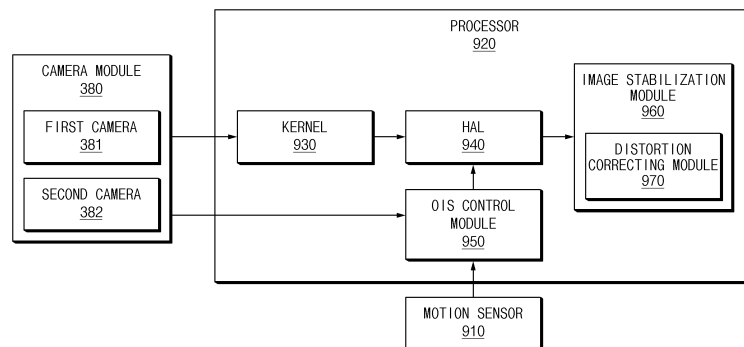 PROCESSOR
920
CAMERA MODULE
380
FIRST CAMERA
381
SECOND CAMERA
382
KERNEL
930
HAL
940
OIS CONTROL
MODULE
950
IMAGE STABILIZATION
MODULE
960
DISTORTION
CORRECTING MODULE
970
MOTION SENSOR
910